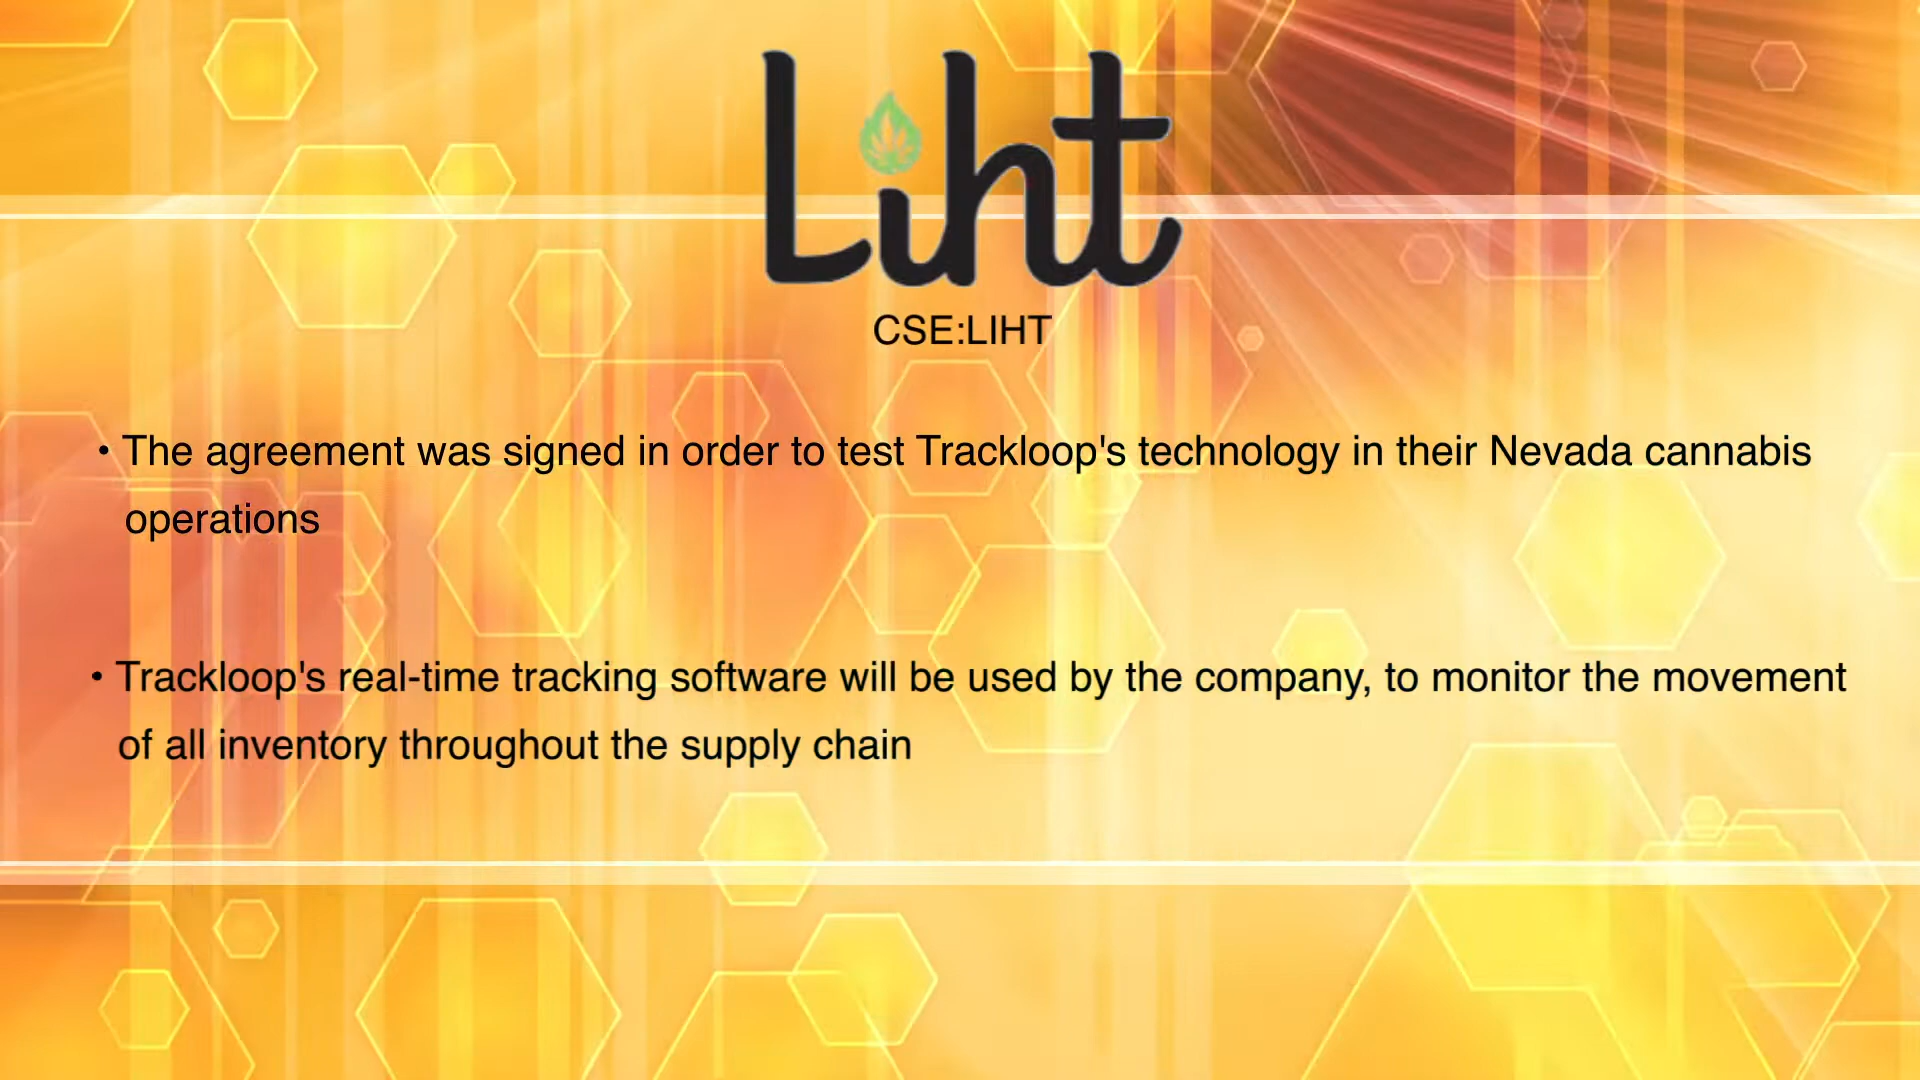 Liht
CSE:LIHT
• The agreement was signed in order to test Trackloop's technology in their Nevada cannabis
operations
• Trackloop's real-time tracking software will be used by the company, to monitor the movement
of all inventory throughout the supply chain